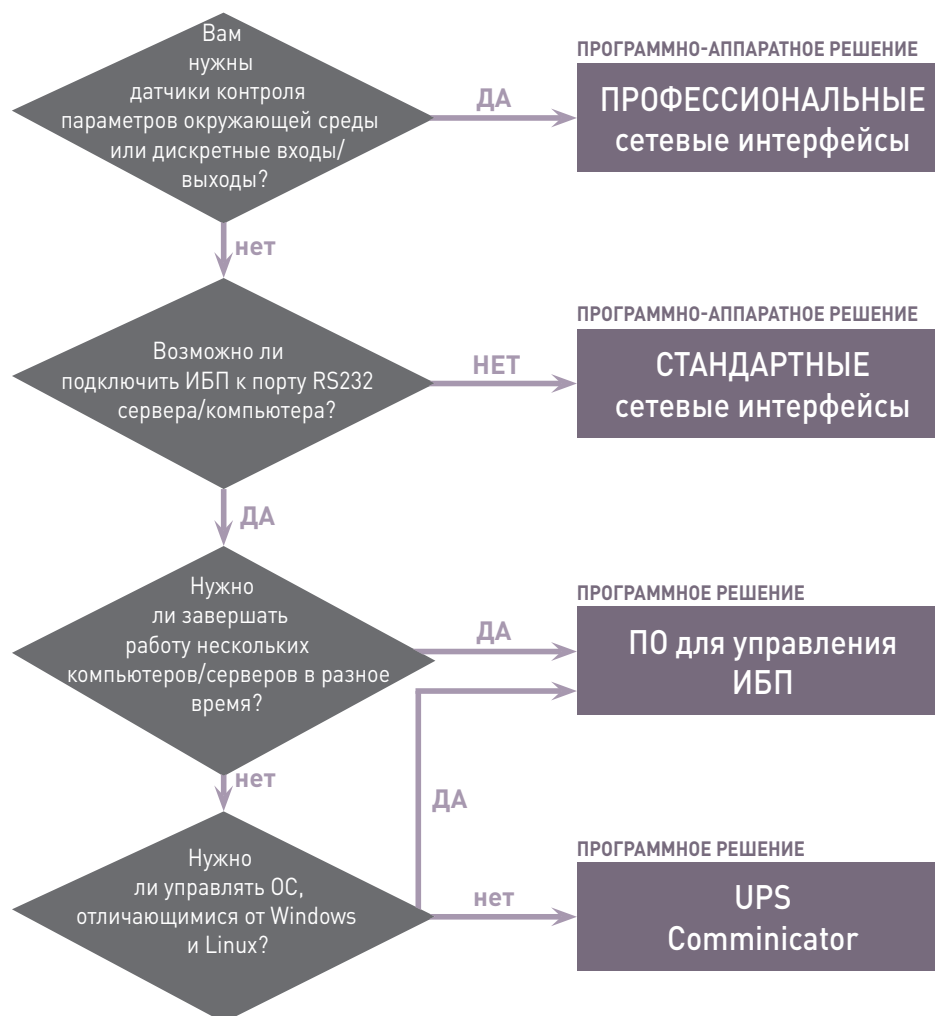 Вам
нужны
датчики контроля
параметров окружающей среды
или дискретные входы/
выходы?
ДА
ПРОГРАММНО-АППАРАТНОЕ РЕШЕНИЕ
ПРОФЕССИОНАЛЬНЫЕ
сетевые интерфейсы
нет
Возможно ли
подключить ИБП к порту RS232
сервера/компьютера?
НЕТ
ПРОГРАММНО-АППАРАТНОЕ РЕШЕНИЕ
СТАНДАРТНЫЕ
сетевые интерфейсы
ДА
Нужно
ли завершать
работу нескольких
компьютеров/серверов в разное
время?
ДА
ПРОГРАММНОЕ РЕШЕНИЕ
ПО для управления
ИБП
нет
ДА
Нужно
ли управлять ОС,
отличающимися от Windows
и Linux?
нет
ПРОГРАММНОЕ РЕШЕНИЕ
UPS
Comminicator